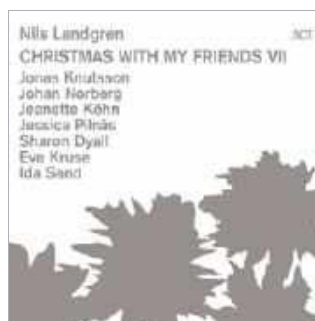 Nils Landgren ACT
CHRISTMAS WITH MY FRIENDS VII
Jonas Knutsson
Johan Norberg
Jeanette Köhn
Jessica Pilnäs
Sharon Dyall
Eva Kruse
Ida Sand